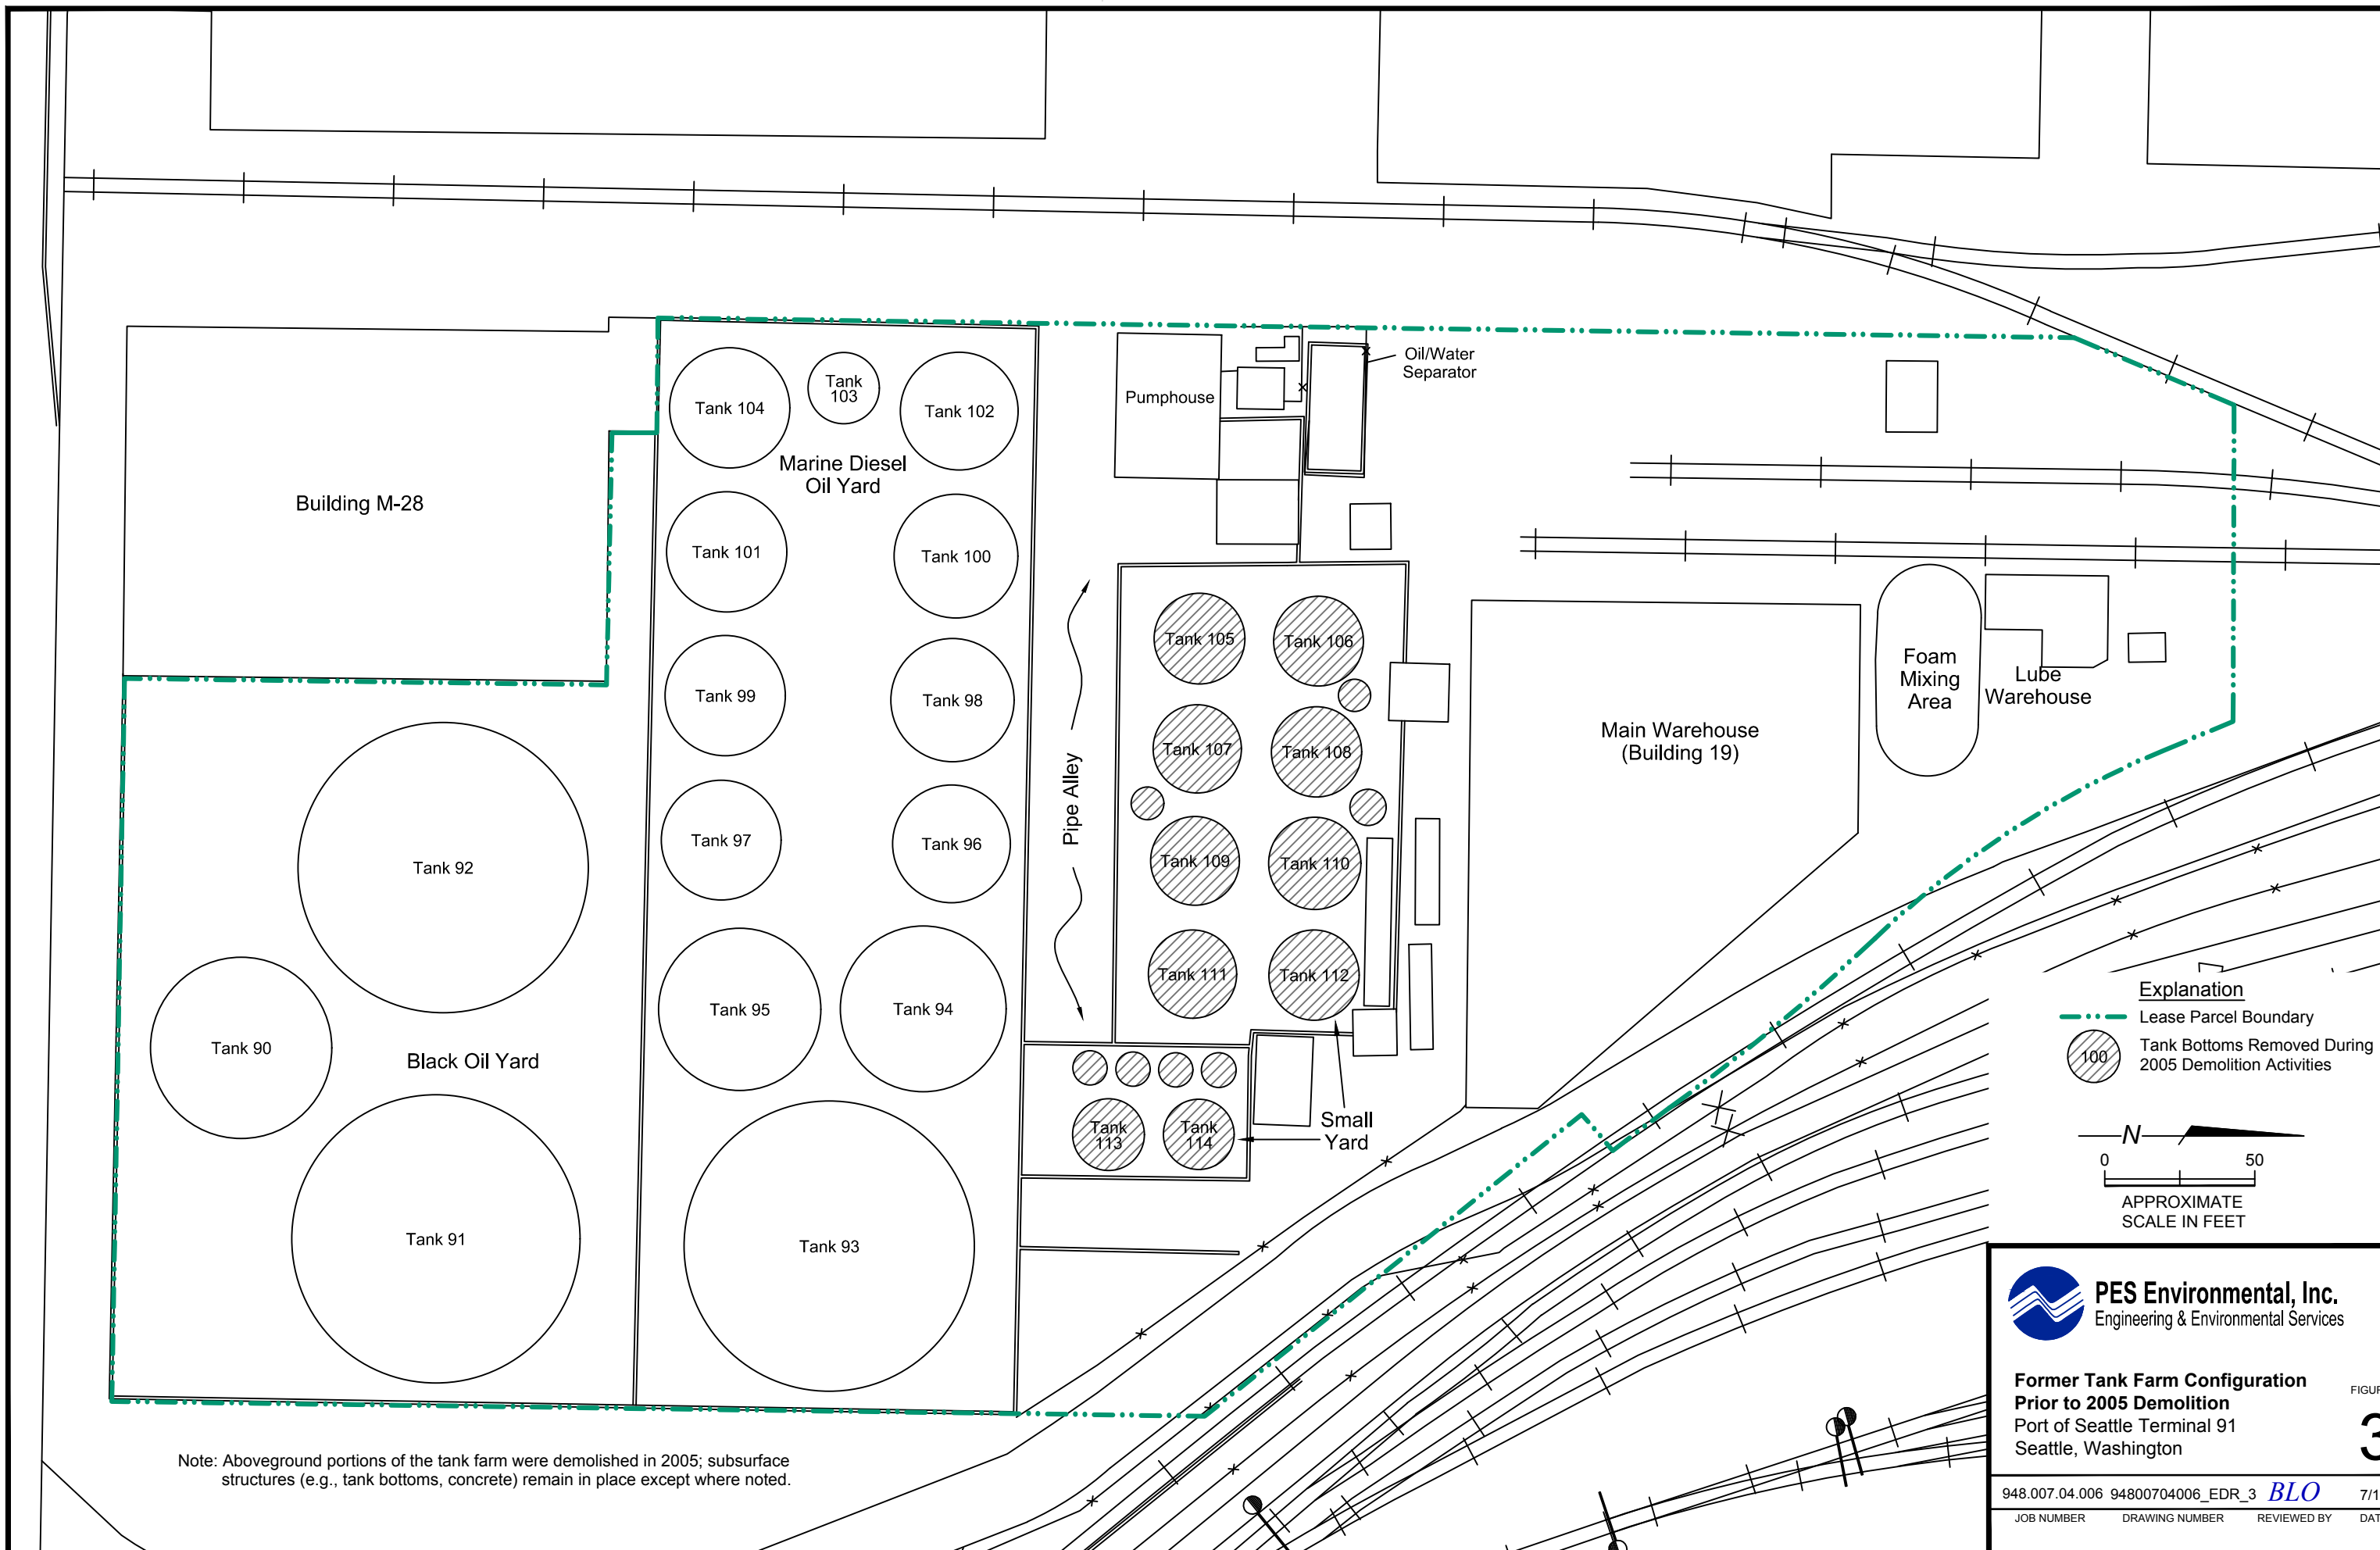 Oil/Water
Separator
Pumphouse
Tank 104
Tank
103
Tank 102
Marine Diesel
Oil Yard
Building M-28
Tank 101
Tank 100
Tank 105
Tank 106
Foam
Mixing
Area
Lube
Warehouse
Tank 99
Tank 98
Main Warehouse
(Building 19)
Tank 107
Tank 108
Pipe Alley
Tank 92
Tank 97
Tank 96
Tank 109
Tank 110
Tank 111
Tank 112
Tank 95
Tank 94
Tank 90
Black Oil Yard
Tank
113
Tank
114
Small
Yard
Tank 91
Tank 93
Explanation
Lease Parcel Boundary
100
Tank Bottoms Removed During
2005 Demolition Activities
N
0 50
APPROXIMATE
SCALE IN FEET
PES Environmental, Inc.
Engineering & Environmental Services
Former Tank Farm Configuration
Prior to 2005 Demolition
Port of Seattle Terminal 91
Seattle, Washington
3
948.007.04.006 94800704006_EDR_3 BLO 7/1
JOB NUMBER DRAWING NUMBER REVIEWED BY
Note: Aboveground portions of the tank farm were demolished in 2005; subsurface
structures (e.g., tank bottoms, concrete) remain in place except where noted.